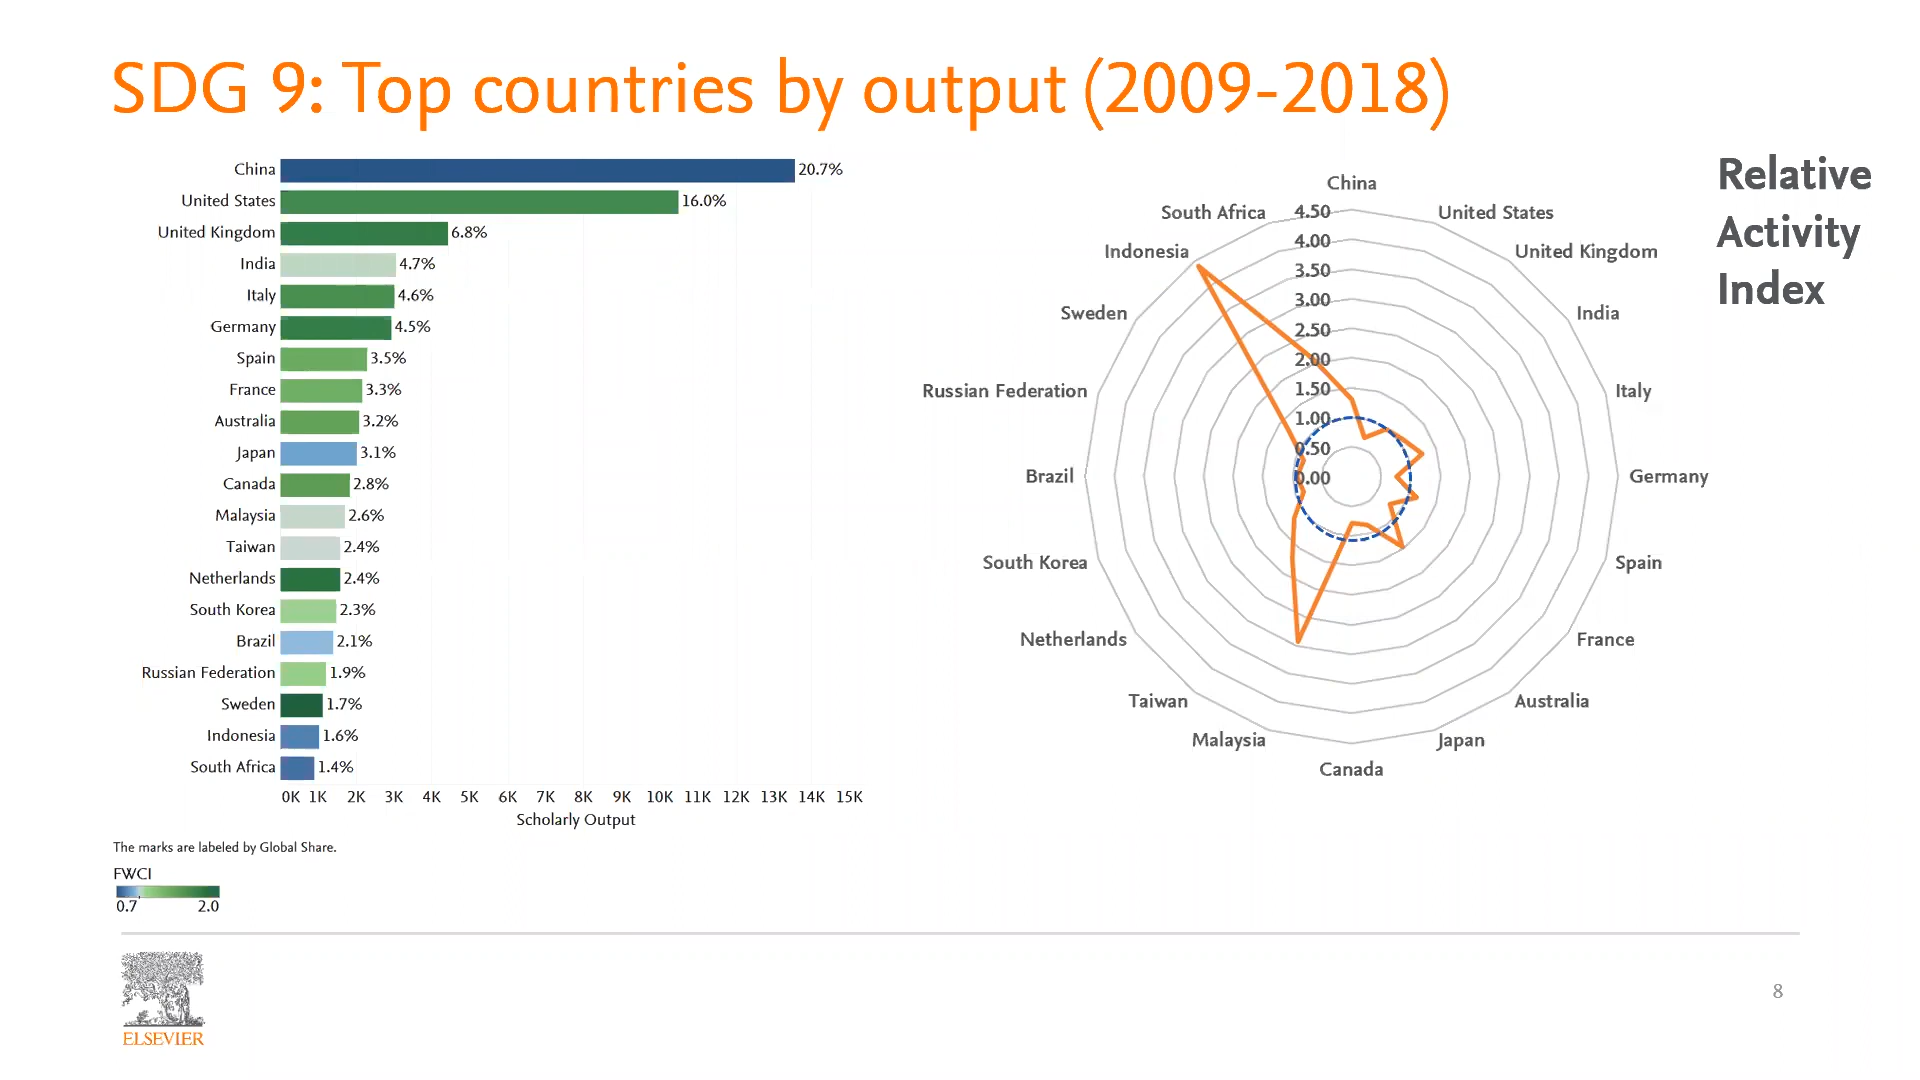 SDG 9: Top countries by output (2009-2018)
China 20.7%
United States 16.0%
United Kingdom 6.8%
India 4.7%
Italy 4.6%
Germany 4.5%
Spain 3.5%
France 3.3%
Australia 3.2%
Japan 3.1%
Canada 2.8%
Malaysia 2.6%
Taiwan 2.4%
Netherlands 2.4%
South Korea 2.3%
Brazil 2.1%
Russian Federation 1.9%
Sweden 1.7%
Indonesia 1.6%
South Africa 1.4%
0K 1K 2K 3K 4K 5K 6K 7K 8K 9K 10K 11K 12K 13K 14K 15K
Scholarly Output
The marks are labeled by Global Share.
FWCI
0.7 2.0
Relative
Activity
Index
China
United States
United Kingdom
India
Italy
Germany
Spain
France
Australia
Japan
Canada
Malaysia
Taiwan
Netherlands
South Korea
Brazil
Russian Federation
Sweden
Indonesia
South Africa
4.50
4.00
3.50
3.00
2.50
2.00
1.50
1.00
0.50
0.00
ELSEVIER
8